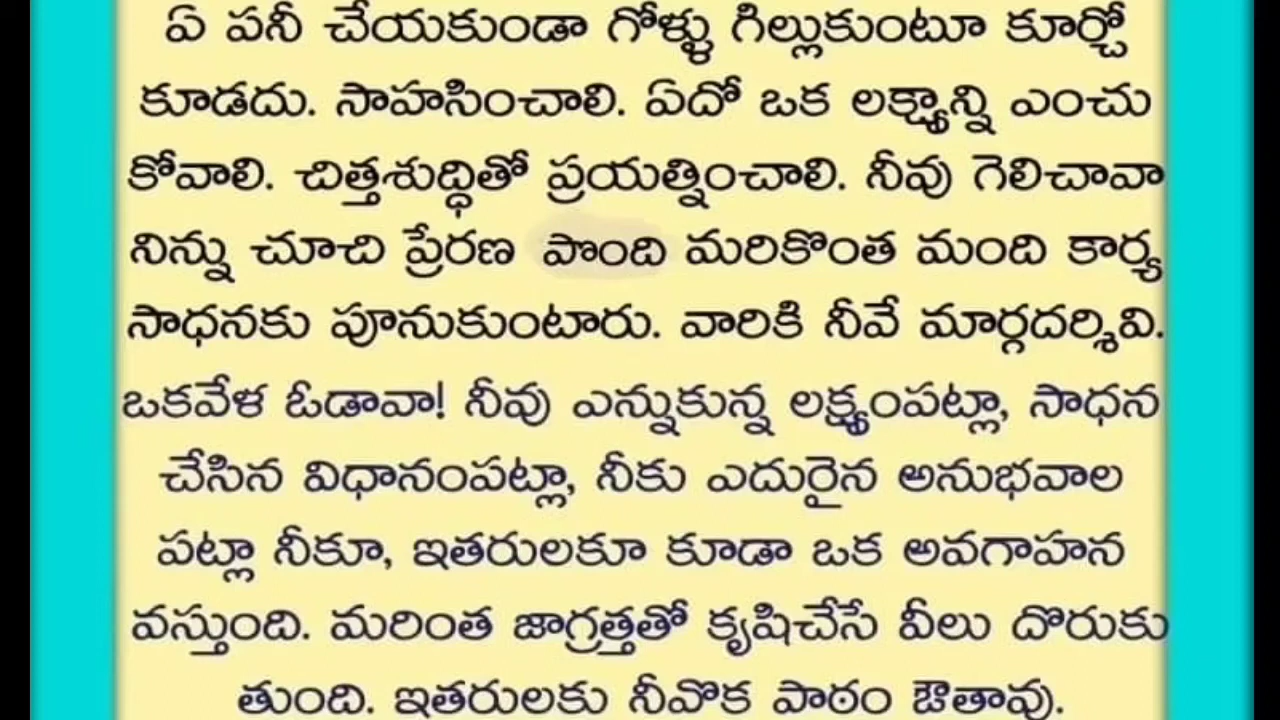 ఏ పనీ చేయకుండా గోళ్ళు గిల్లుకుంటూ కూర్చో
కూడదు. సాహసించాలి. ఏదో ఒక లక్ష్యాన్ని ఎంచు
కోవాలి. చిత్తశుద్ధితో ప్రయత్నించాలి. నీవు గెలిచావా
నిన్ను చూచి ప్రేరణ పొంది మరికొంత మంది కార్య
సాధనకు పూనుకుంటారు. వారికి నీవే మార్గదర్శివి.
ఒకవేళ ఓడావా! నీవు ఎన్నుకున్న లక్ష్యంపట్లా, సాధన
చేసిన విధానంపట్లా, నీకు ఎదురైన అనుభవాల
పట్లా నీకూ, ఇతరులకూ కూడా ఒక అవగాహన
వస్తుంది. మరింత జాగ్రత్తతో కృషిచేసే వీలు దొరుకు
తుంది. ఇతరులకు నీవొక పాఠం ఔతావు.